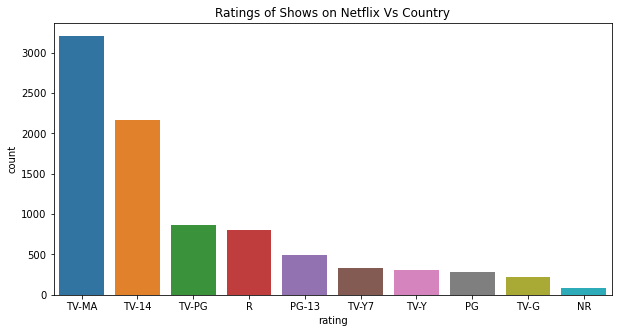 Ratings of Shows on Netflix Vs Country
count
3000
2500
2000
1500
1000
500
0
TV-MA TV-14 TV-PG R PG-13 TV-Y7 TV-Y PG TV-G NR
rating